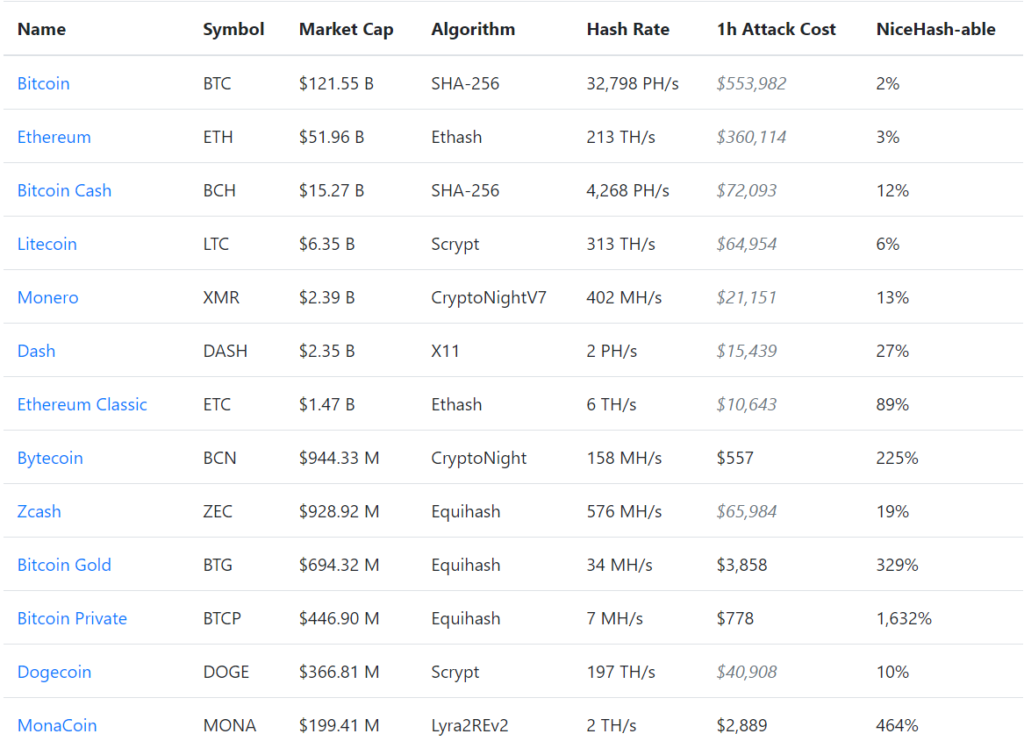 Name Symbol Market Cap Algorithm Hash Rate 1h Attack Cost NiceHash-able
Bitcoin BTC $121.55 B SHA-256 32,798 PH/s $553,982 2%
Ethereum ETH $51.96 B Ethash 213 TH/s $360,114 3%
Bitcoin Cash BCH $15.27 B SHA-256 4,268 PH/s $72,093 12%
Litecoin LTC $6.35 B Scrypt 313 TH/s $64,954 6%
Monero XMR $2.39 B CryptoNightV7 402 MH/s $21,151 13%
Dash DASH $2.35 B X11 2 PH/s $15,439 27%
Ethereum Classic ETC $1.47 B Ethash 6 TH/s $10,643 89%
Bytecoin BCN $944.33 M CryptoNight 158 MH/s $557 225%
Zcash ZEC $928.92 M Equihash 576 MH/s $65,984 19%
Bitcoin Gold BTG $694.32 M Equihash 34 MH/s $3,858 329%
Bitcoin Private BTCP $446.90 M Equihash 7 MH/s $778 1,632%
Dogecoin DOGE $366.81 M Scrypt 197 TH/s $40,908 10%
MonaCoin MONA $199.41 M Lyra2REv2 2 TH/s $2,889 464%